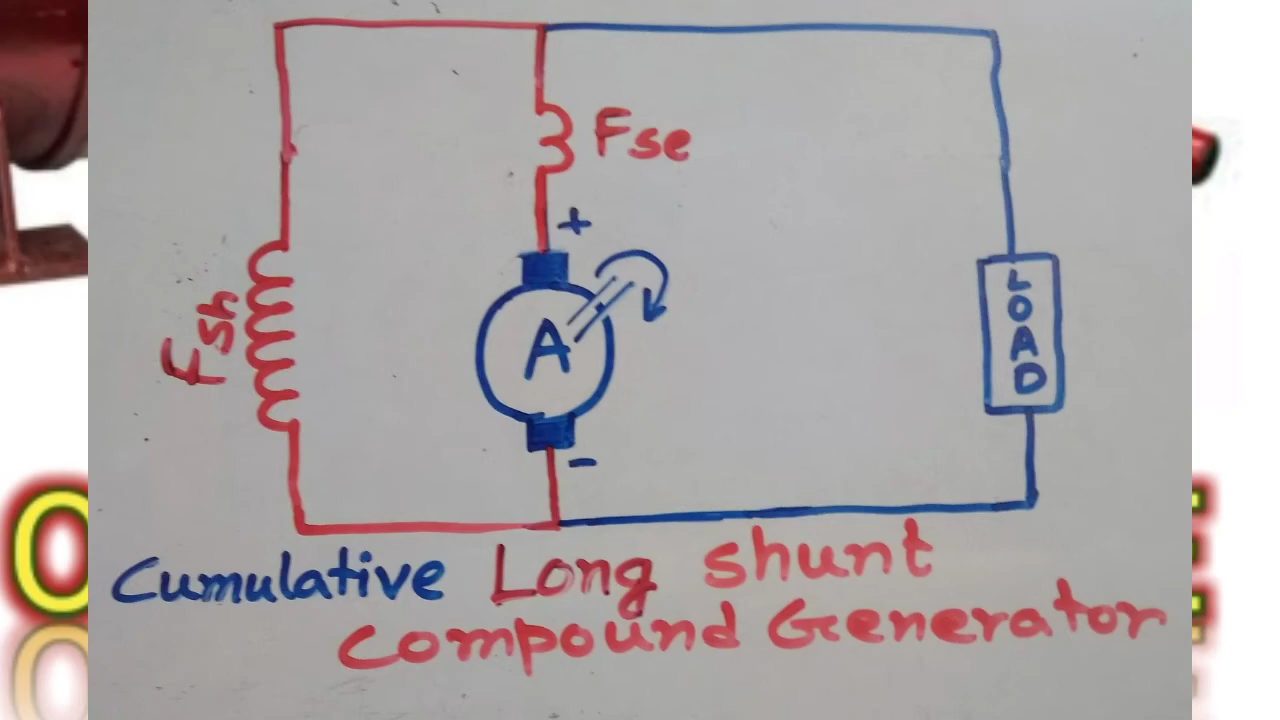 Fse
+
Fsh
A
LOAD
-
Cumulative Long shunt
Compound Generator